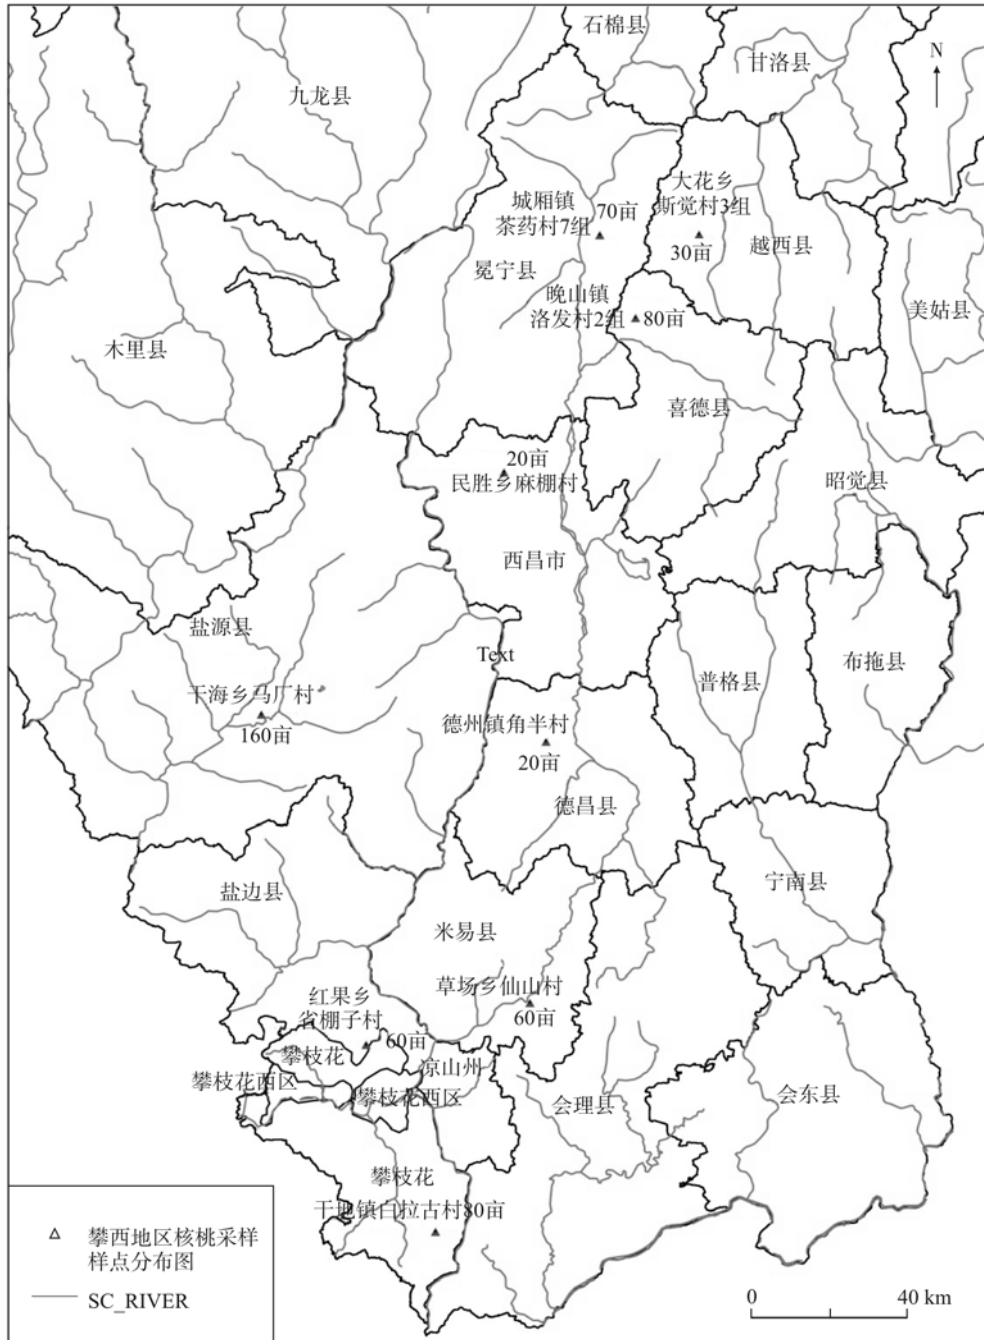 石棉县
甘洛县
N
九龙县
大花乡
斯觉村3组
城厢镇
茶药村7组
70亩
30亩
越西县
冕宁县
晚山镇
洛发村2组
80亩
美姑县
木里县
喜德县
20亩
民胜乡麻棚村
昭觉县
西昌市
盐源县
Text
布拖县
普格县
干海乡马厂村
160亩
德州镇角半村
20亩
德昌县
盐边县
宁南县
米易县
草场乡仙山村
60亩
红果乡
省棚子村
60亩
攀枝花
凉山州
攀枝花西区
攀枝花西区
会理县
会东县
攀枝花
干地镇白拉古村80亩
攀西地区核桃采样
样点分布图
SC_RIVER
0
40 km